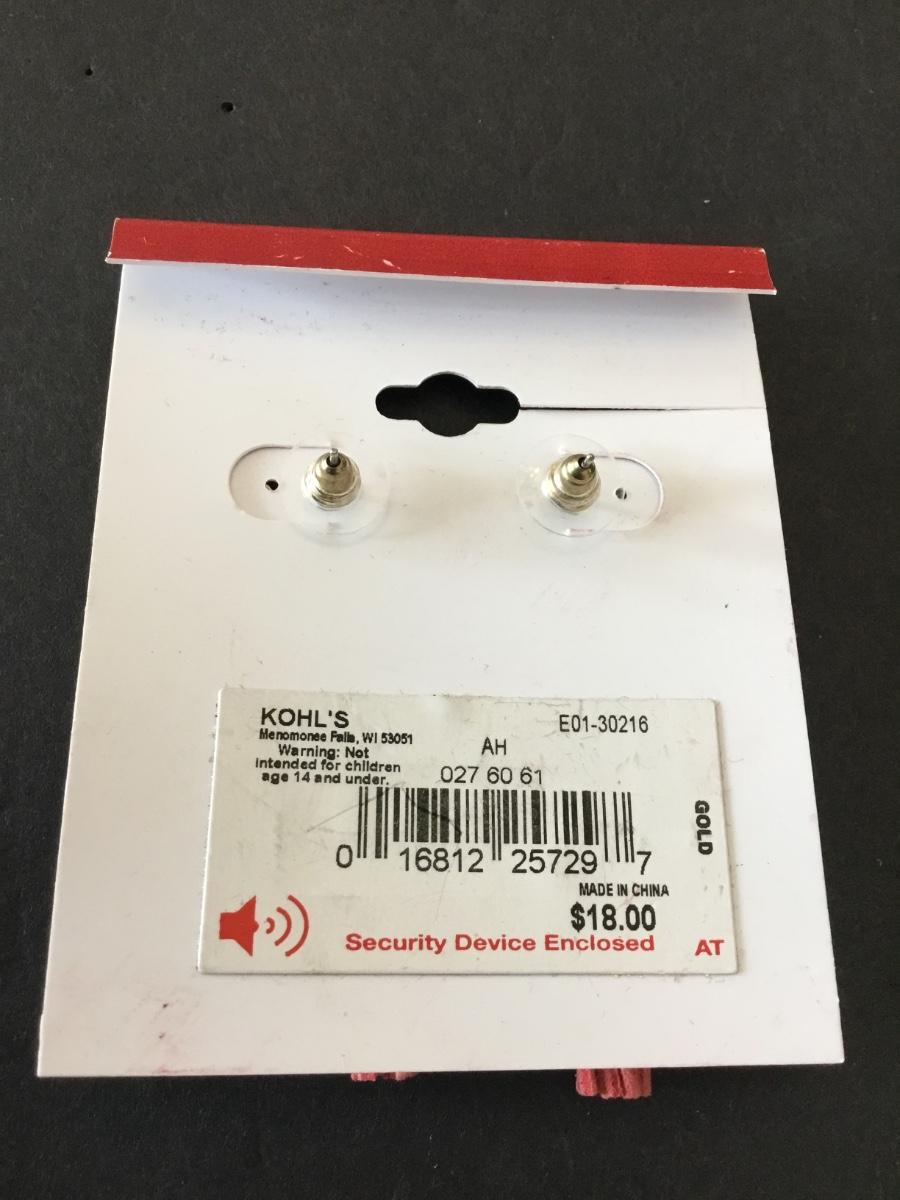 KOHL'S
Menomonee Falls, WI 53051
Warning: Not
intended for children
age 14 and under.
E01-30216
AH
027 60 61
0 16812 25729 7
GOLD
MADE IN CHINA
$18.00
Security Device Enclosed
AT